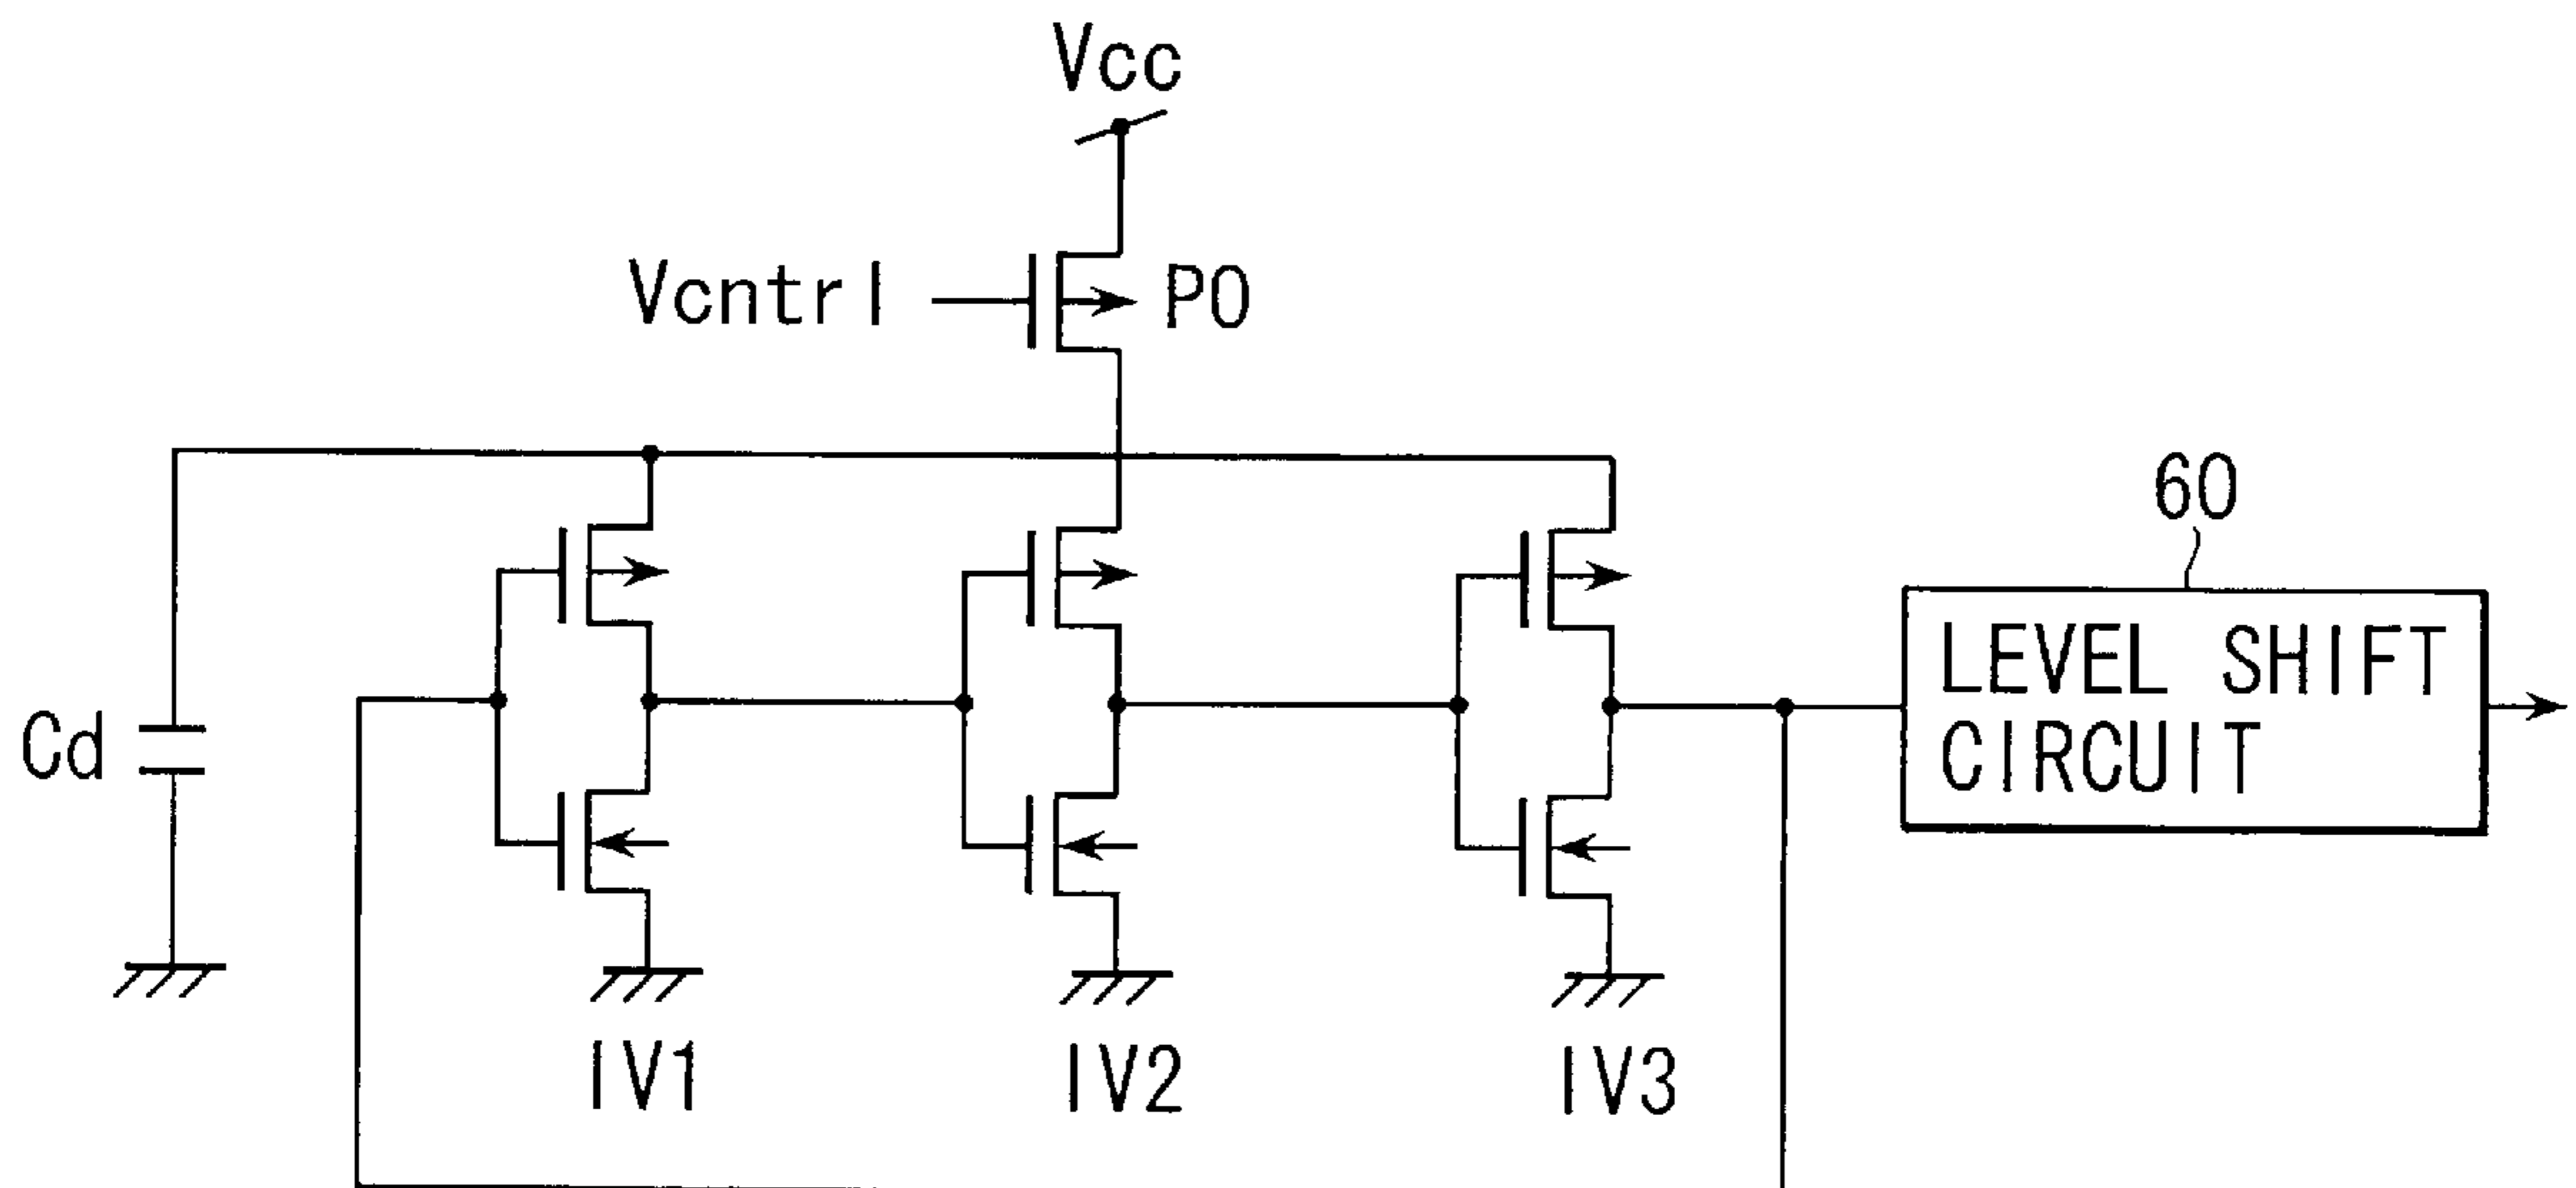 Vcc
Vcntrl
P0
60
LEVEL SHIFT
CIRCUIT
Cd
IV1
IV2
IV3